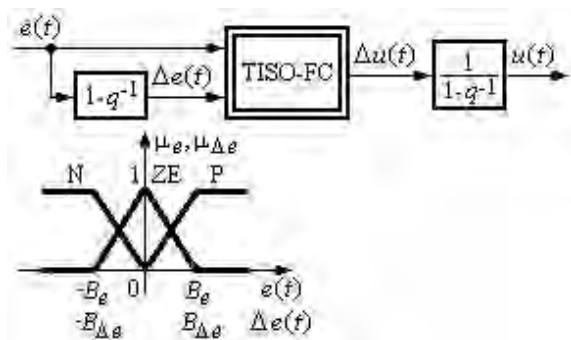 e(t)
Δe(t)
1-q⁻¹
TISO-FC
Δu(t)
1
1-q⁻¹
u(t)
μe, μΔe
N 1 ZE P
-Be 0 Be e(t)
-BΔe BΔe Δe(t)